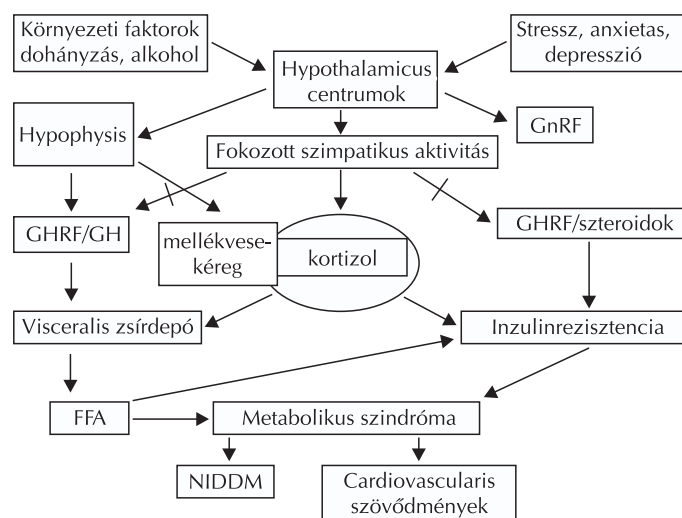 Környezeti faktorok
dohányzás, alkohol
Stressz, anxietas,
depresszió
Hypothalamicus
centrumok
Hypophysis
GnRF
Fokozott szimpatikus aktivitás
GHRF/GH
mellékvese-
kéreg
kortizol
GHRF/szteroidok
Visceralis zsírdepó
Inzulinrezisztencia
FFA
Metabolikus szindróma
NIDDM
Cardiovascularis
szövődmények